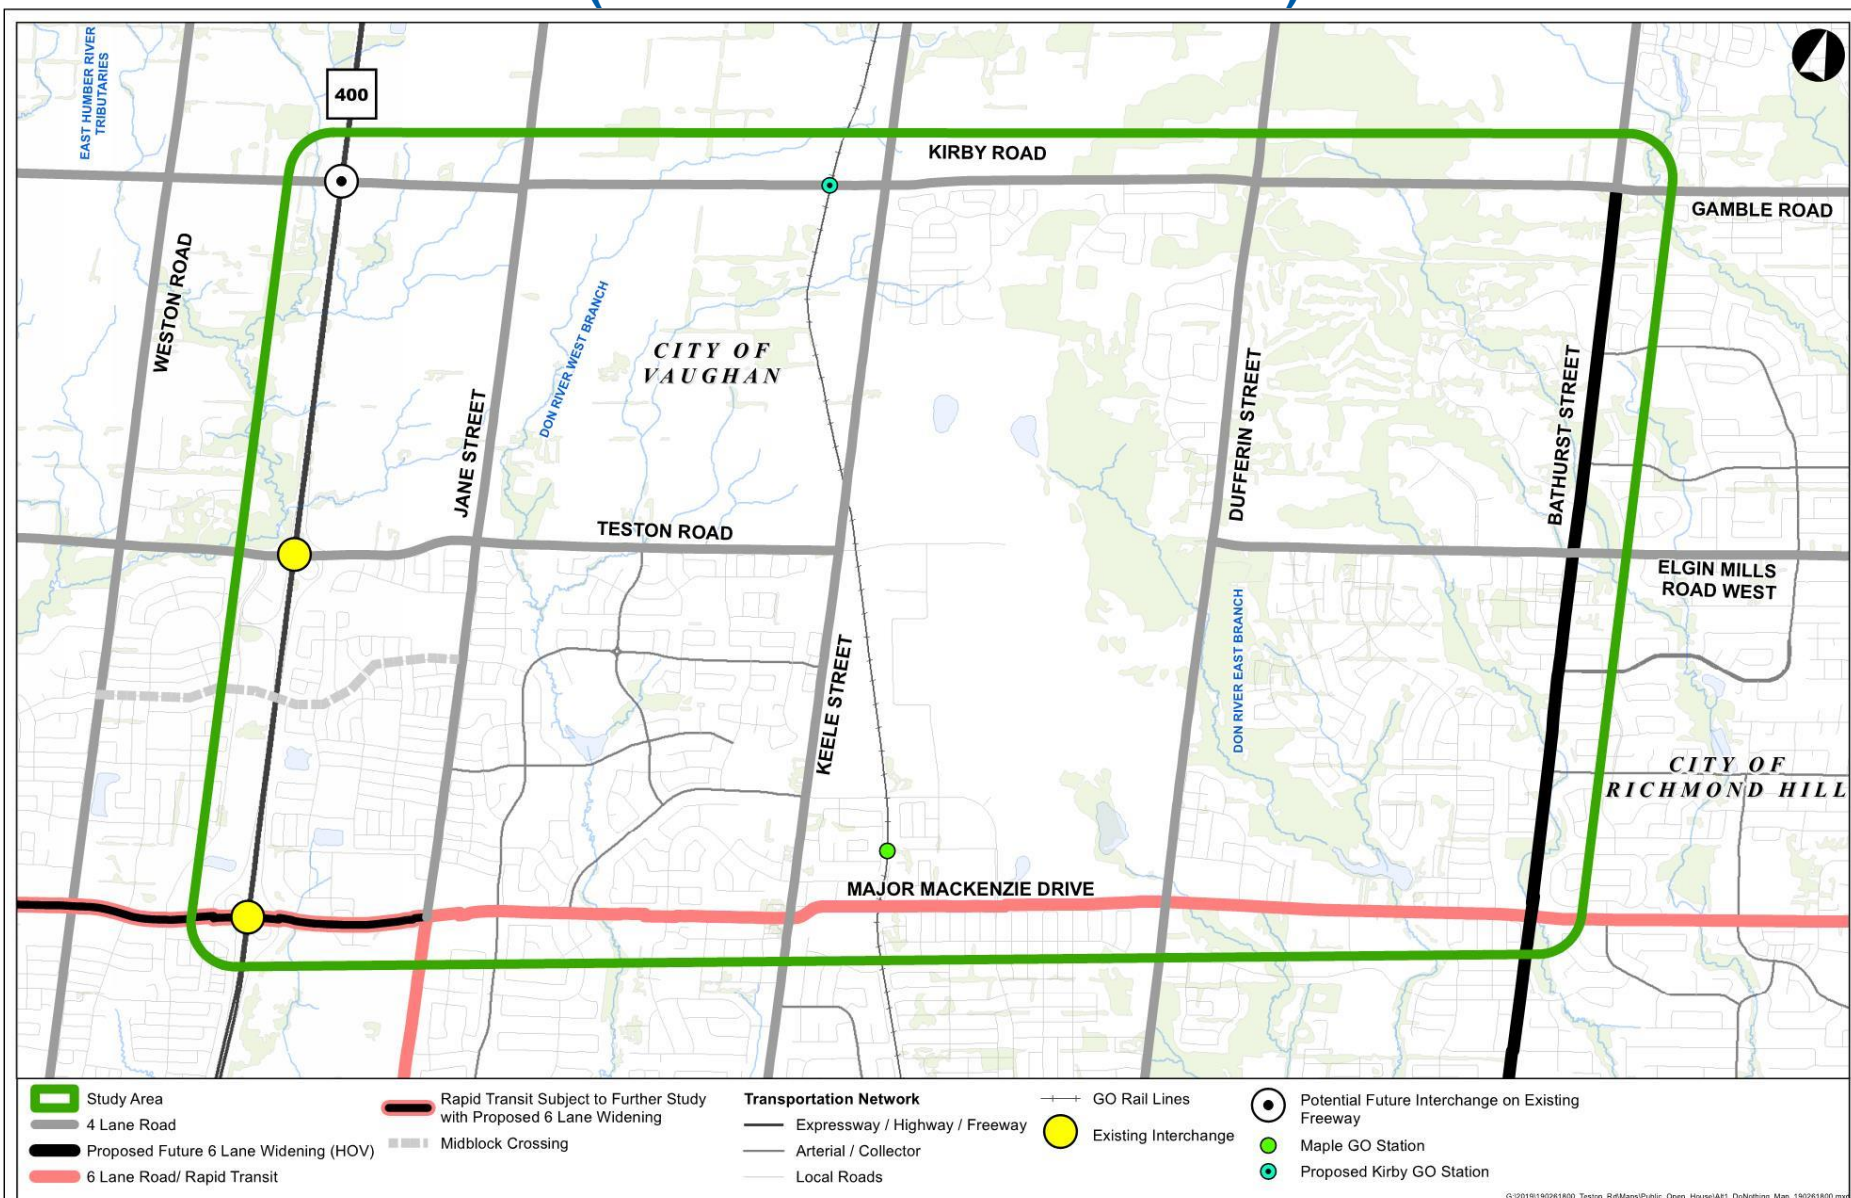 EAST HUMBER RIVER
TRIBUTARIES
400
KIRBY ROAD
GAMBLE ROAD
WESTON ROAD
DON RIVER WEST BRANCH
CITY OF
VAUGHAN
JANE STREET
DUFFERIN STREET
BATHURST STREET
TESTON ROAD
ELGIN MILLS
ROAD WEST
KEELE STREET
DON RIVER EAST BRANCH
CITY OF
RICHMOND HILL
MAJOR MACKENZIE DRIVE
Study Area
4 Lane Road
Proposed Future 6 Lane Widening (HOV)
6 Lane Road/ Rapid Transit
Rapid Transit Subject to Further Study
with Proposed 6 Lane Widening
Midblock Crossing
Transportation Network
Expressway / Highway / Freeway
Arterial / Collector
Local Roads
GO Rail Lines
Existing Interchange
Potential Future Interchange on Existing
Freeway
Maple GO Station
Proposed Kirby GO Station